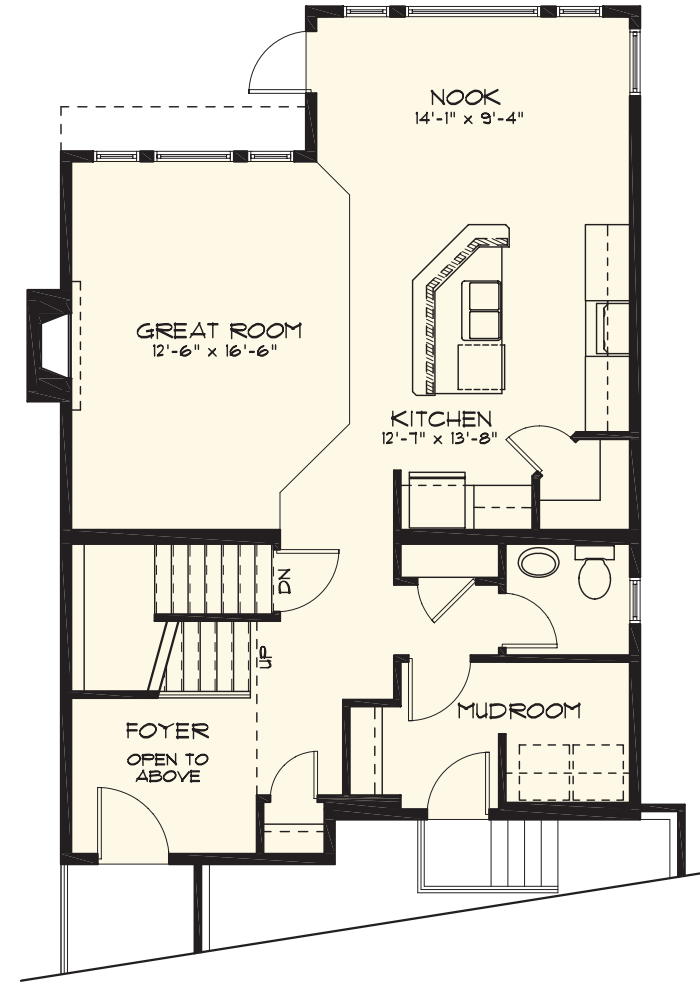 NOOK
14'-1" x 9'-4"
GREAT ROOM
12'-6" x 16'-6"
KITCHEN
12'-7" x 13'-8"
DN
UP
MUDROOM
FOYER
OPEN TO
ABOVE